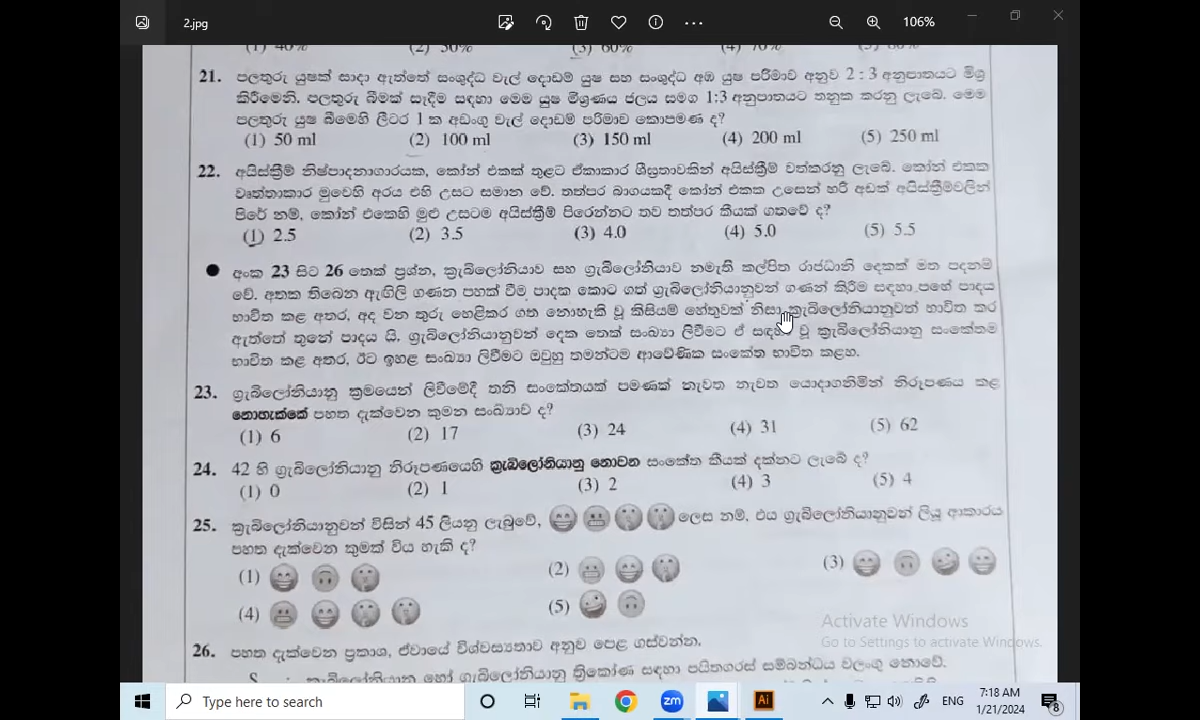 2.jpg
106%
(1) 40% (2) 50% (3) 60% (4) 70%
21. පලතුරු යුෂක් සාදා ඇත්තේ සංශුද්ධ වැල් දොඩම් යුෂ සහ සංශුද්ධ අඹ යුෂ පරිමාව අනුව 2 : 3 අනුපාතයට මිශ්‍ර
කිරීමෙනි. පලතුරු බීමක් සෑදීම සඳහා මෙම යුෂ මිශ්‍රණය ජලය සමග 1:3 අනුපාතයට තනුක කරනු ලැබේ. මෙම
පලතුරු යුෂ බීමෙහි ලීටර 1 ක අඩංගු වැල් දොඩම් පරිමාව කොපමණ ද?
(1) 50 ml (2) 100 ml (3) 150 ml (4) 200 ml (5) 250 ml
22. අයිස්ක්‍රීම් නිෂ්පාදනාගාරයක, කෝන් එකක් තුළට ඒකාකාර ශීඝ්‍රතාවකින් අයිස්ක්‍රීම් වත්කරනු ලැබේ. කෝන් එකක
වෘත්තාකාර මුවෙහි අරය එහි උසට සමාන වේ. තත්පර බාගයකදී කෝන් එකක උසෙන් හරි අඩක් අයිස්ක්‍රීම්වලින්
පිරේ නම්, කෝන් එකෙහි මුළු උසටම අයිස්ක්‍රීම් පිරෙන්නට තව තත්පර කීයක් ගතවේ ද?
(1) 2.5 (2) 3.5 (3) 4.0 (4) 5.0 (5) 5.5
● අංක 23 සිට 26 තෙක් ප්‍රශ්න, ක්‍රැබිලෝනියාව සහ ග්‍රැබිලෝනියාව නමැති කල්පිත රාජධානි දෙකක් මත පදනම්
වේ. අතක තිබෙන ඇඟිලි ගණන පහක් වීම පාදක කොට ගත් ග්‍රැබිලෝනියානුවන් ගණන් කිරීම සඳහා පහේ පාදය
භාවිත කළ අතර, අද වන තුරු හෙළිකර ගත නොහැකි වූ කිසියම් හේතුවක් නිසා ක්‍රැබිලෝනියානුවන් භාවිත කර
ඇත්තේ තුනේ පාදය යි. ග්‍රැබිලෝනියානුවන් දෙක තෙක් සංඛ්‍යා ලිවීමට ඒ සඳහා වූ ක්‍රැබිලෝනියානු සංකේතම
භාවිත කළ අතර, ඊට ඉහළ සංඛ්‍යා ලිවීමට ඔවුහු තමන්ටම ආවේණික සංකේත භාවිත කළහ.
23. ග්‍රැබිලෝනියානු ක්‍රමයෙන් ලිවීමේදී තනි සංකේතයක් පමණක් නැවත නැවත යොදාගනිමින් නිරූපණය කළ
නොහැක්කේ පහත දැක්වෙන කුමන සංඛ්‍යාව ද?
(1) 6 (2) 17 (3) 24 (4) 31 (5) 62
24. 42 හි ග්‍රැබිලෝනියානු නිරූපණයෙහි ක්‍රැබිලෝනියානු නොවන සංකේත කීයක් දක්නට ලැබේ ද?
(1) 0 (2) 1 (3) 2 (4) 3 (5) 4
25. ක්‍රැබිලෝනියානුවන් විසින් 45 ලියනු ලැබුවේ, 😁 😬 🤫 🤫 ලෙස නම්, එය ග්‍රැබිලෝනියානුවන් ලියූ ආකාරය
පහත දැක්වෙන කුමක් විය හැකි ද?
(1) 😁 🙃 🤫 (2) 😬 😁 🤫 (3) 😁 🙃 🤪 😁
(4) 😬 😁 🤫 🤫 (5) 🤪 🙃
Activate Windows
Go to Settings to activate Windows.
26. පහත දැක්වෙන ප්‍රකාශ, ඒවායේ විශ්වාස්‍යතාව අනුව පෙළ ගස්වන්න.
S : ක්‍රැබිලෝනියානු හෝ ග්‍රැබිලෝනියානු ත්‍රිකෝණ සඳහා පයිතගරස් සම්බන්ධය වලංගු නොවේ.
Type here to search
ENG
7:18 AM
1/21/2024
8